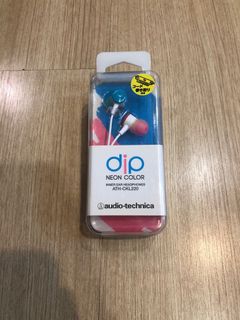 dip
NEON COLOR
INNER EAR HEADPHONES
ATH-CKL220
audio-technica